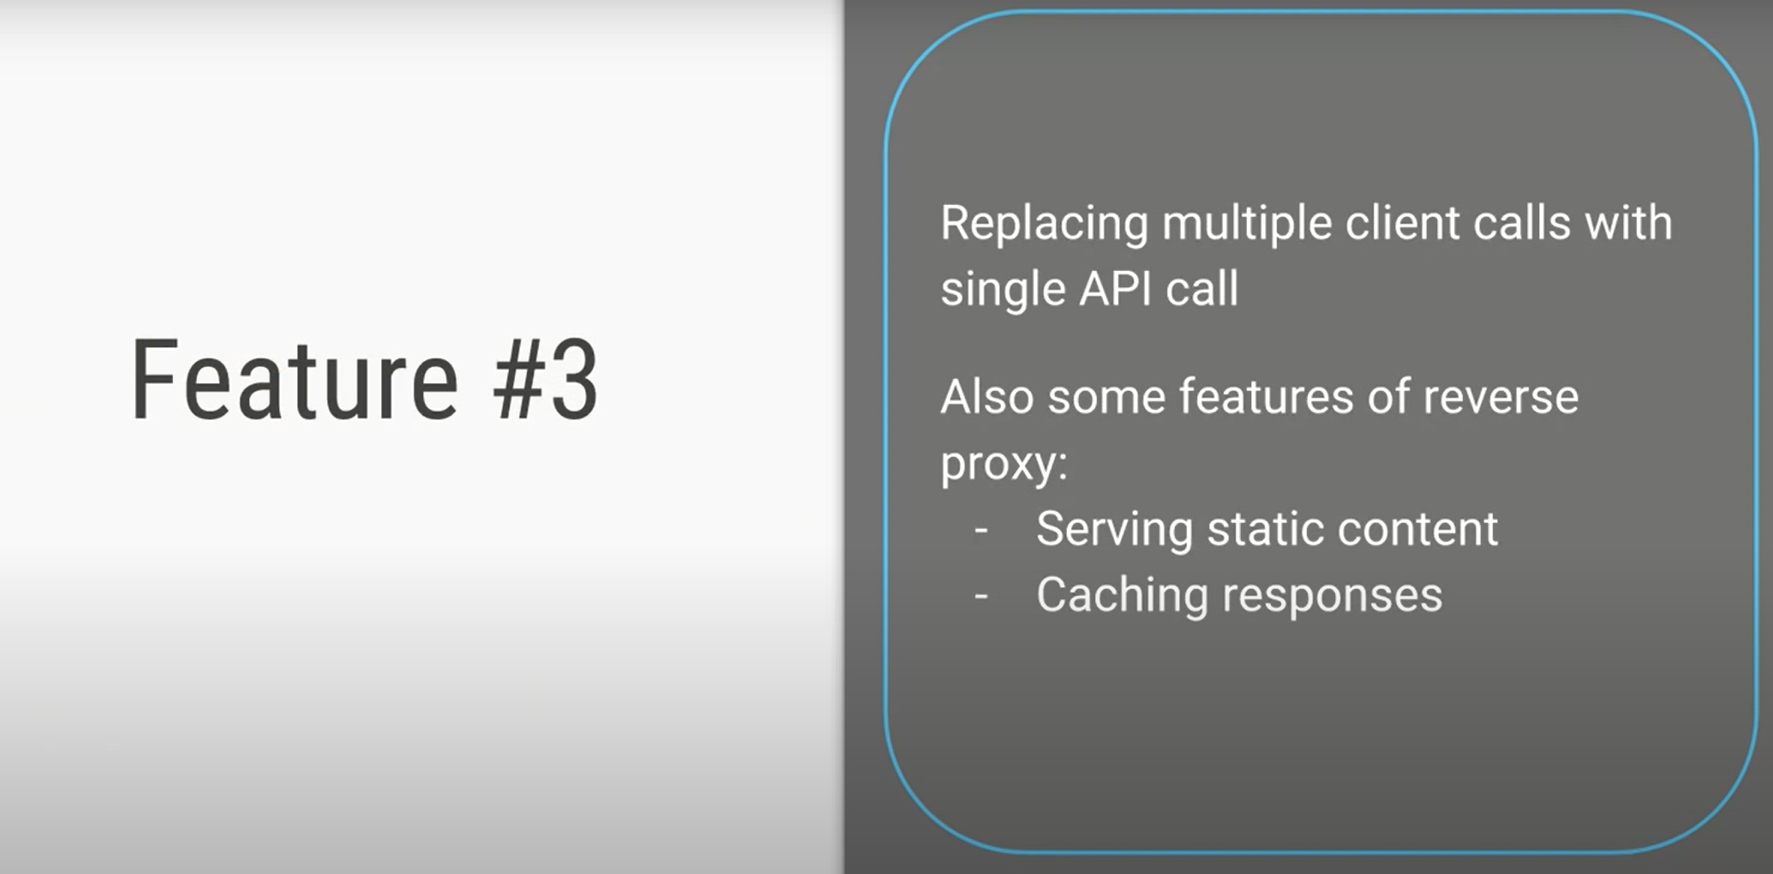 Feature #3
Replacing multiple client calls with
single API call
Also some features of reverse
proxy:
- Serving static content
- Caching responses